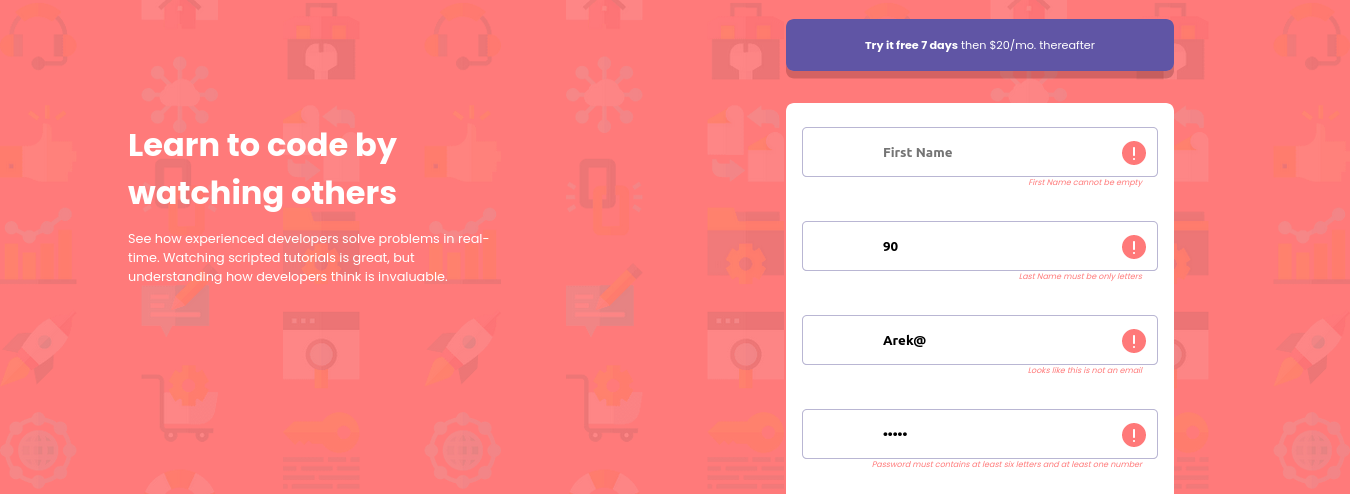 Learn to code by
watching others
See how experienced developers solve problems in real-
time. Watching scripted tutorials is great, but
understanding how developers think is invaluable.
Try it free 7 days then $20/mo. thereafter
First Name
First Name cannot be empty
90
Last Name must be only letters
Arek@
Looks like this is not an email
•••••
Password must contains at least six letters and at least one number